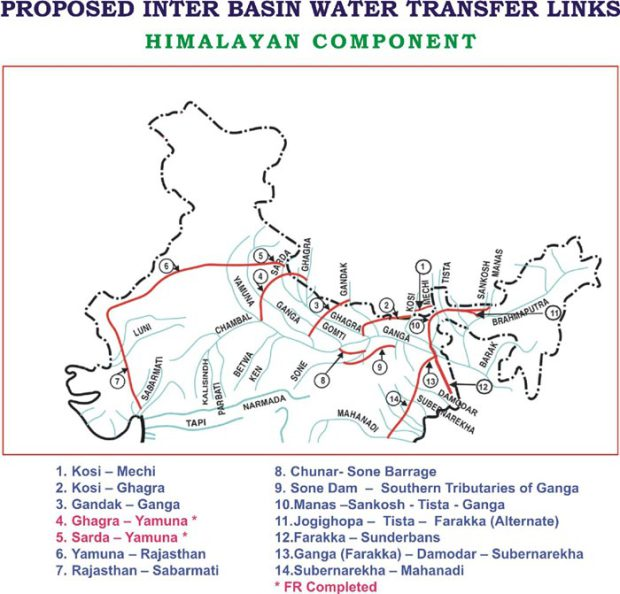 PROPOSED INTER BASIN WATER TRANSFER LINKS
HIMALAYAN COMPONENT
6
5
4
SARDA
GHAGRA
YAMUNA
GANGA
3
GANDAK
GHAGRA
GOMTI
2
KOSI
1
MECHI
10
TISTA
SANKOSH
MANAS
BRAHMAPUTRA
11
LUNI
CHAMBAL
GANGA
BARAK
7
SABARMATI
KALISINDH
PARBATI
BETWA
KEN
SONE
8
9
13
12
NARMADA
TAPI
MAHANADI
14
DAMODAR
SUBERNAREKHA
1. Kosi – Mechi
2. Kosi – Ghagra
3. Gandak – Ganga
4. Ghagra – Yamuna *
5. Sarda – Yamuna *
6. Yamuna – Rajasthan
7. Rajasthan – Sabarmati
8. Chunar- Sone Barrage
9. Sone Dam – Southern Tributaries of Ganga
10.Manas –Sankosh - Tista - Ganga
11.Jogighopa – Tista – Farakka (Alternate)
12.Farakka – Sunderbans
13.Ganga (Farakka) – Damodar – Subernarekha
14.Subernarekha – Mahanadi
* FR Completed